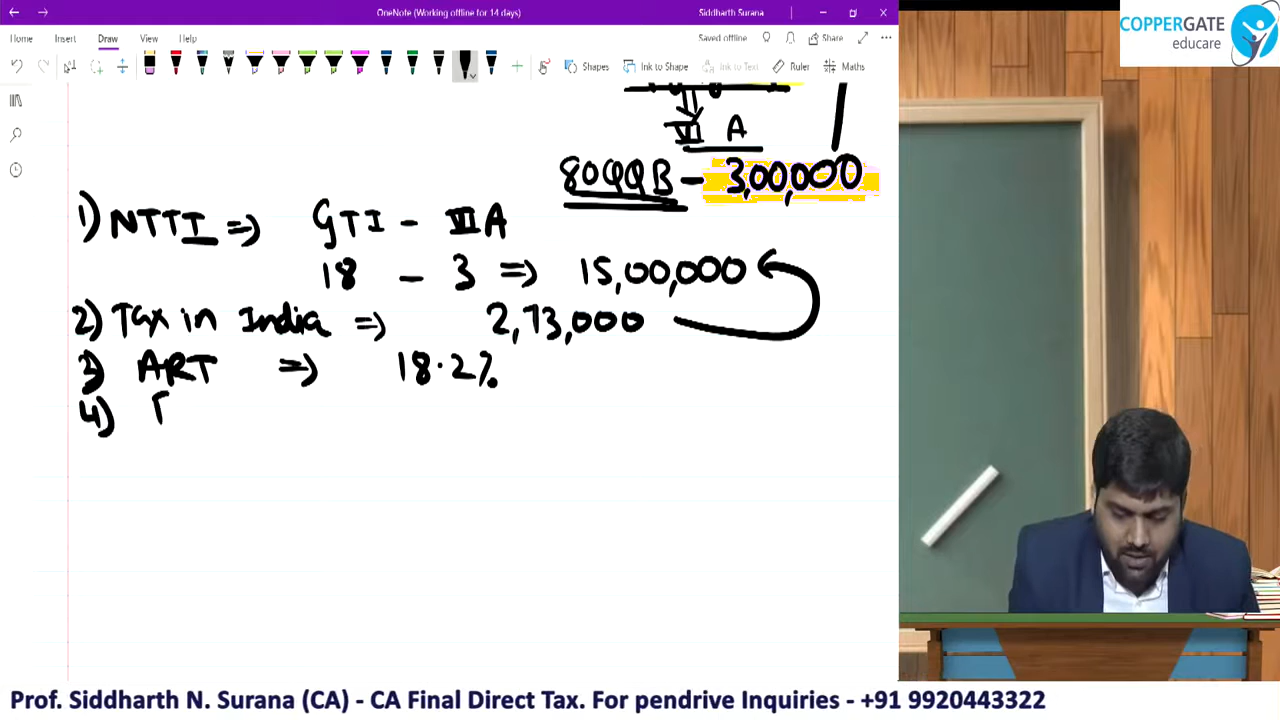 OneNote (Working offline for 14 days)
Siddharth Surana
COPPERGATE
educare
Home Insert Draw View Help
Saved offline
Share
Shapes
Ink to Shape
Ink to Text
Ruler
Maths
VI A
80QQB - 3,00,000
1) NTTI ⇒ GTI - VIA
18 - 3 ⇒ 15,00,000
2) Tax in India ⇒ 2,73,000
3) ART ⇒ 18.2%
4)
Prof. Siddharth N. Surana (CA) - CA Final Direct Tax. For pendrive Inquiries - +91 9920443322